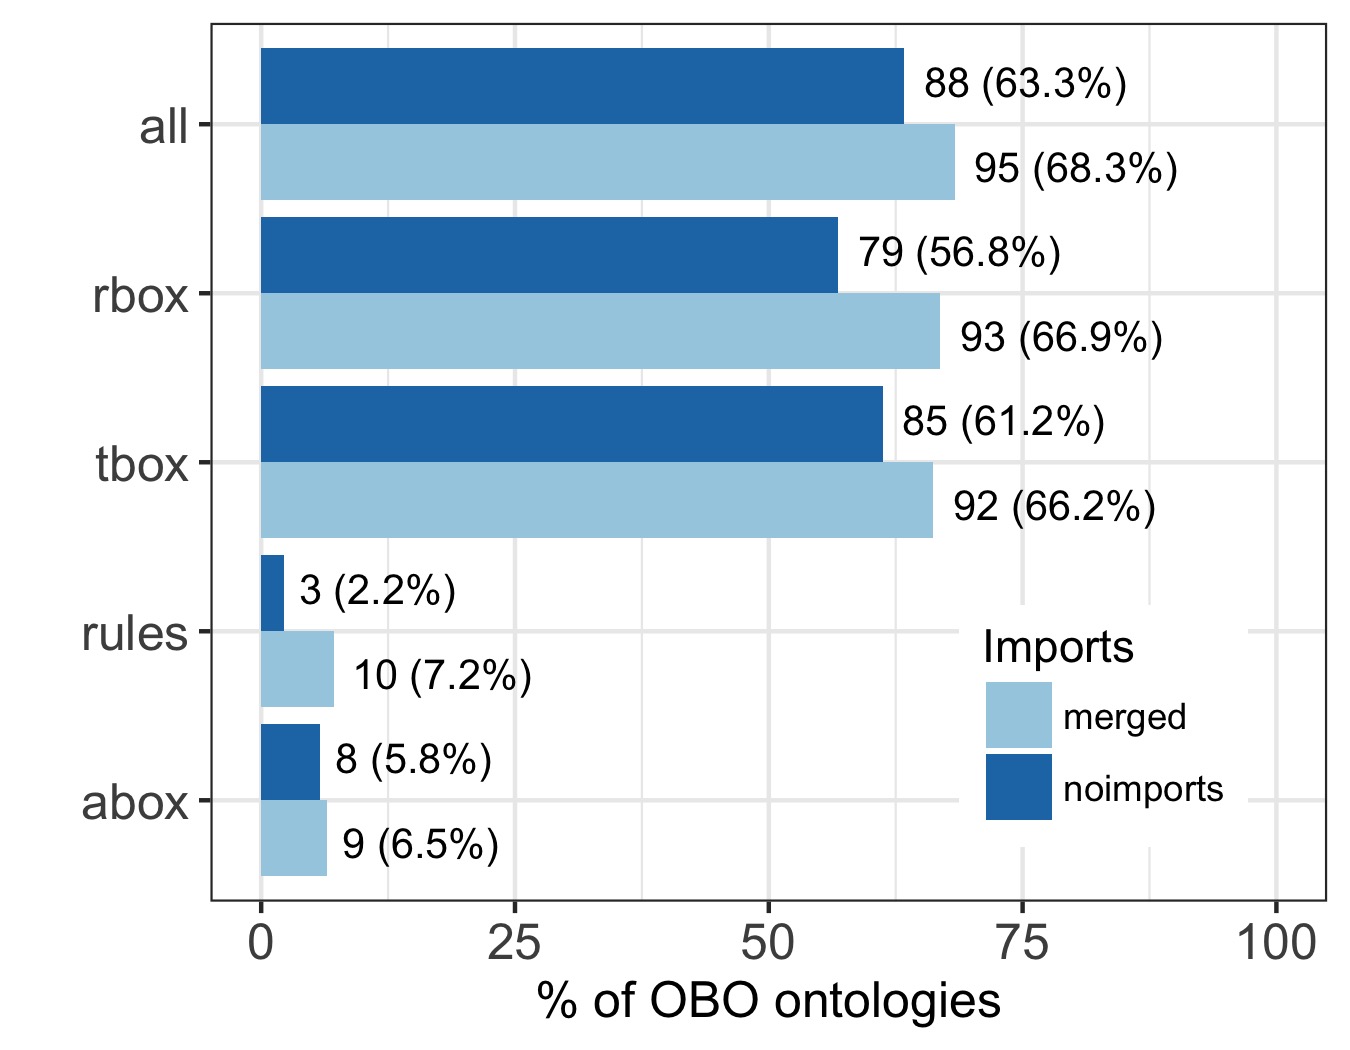 all
88 (63.3%)
95 (68.3%)
rbox
79 (56.8%)
93 (66.9%)
tbox
85 (61.2%)
92 (66.2%)
rules
3 (2.2%)
10 (7.2%)
abox
8 (5.8%)
9 (6.5%)
Imports
merged
noimports
0 25 50 75 100
% of OBO ontologies